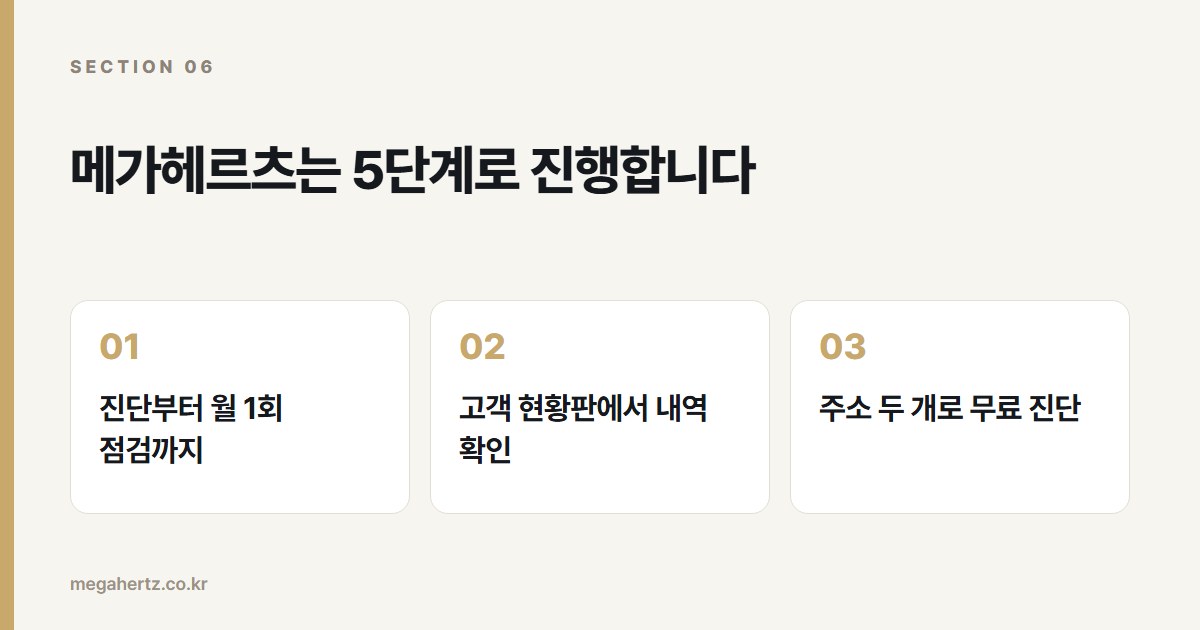 SECTION 06
메가헤르츠는 5단계로 진행합니다
01
진단부터 월 1회
점검까지
02
고객 현황판에서 내역
확인
03
주소 두 개로 무료 진단
megahertz.co.kr